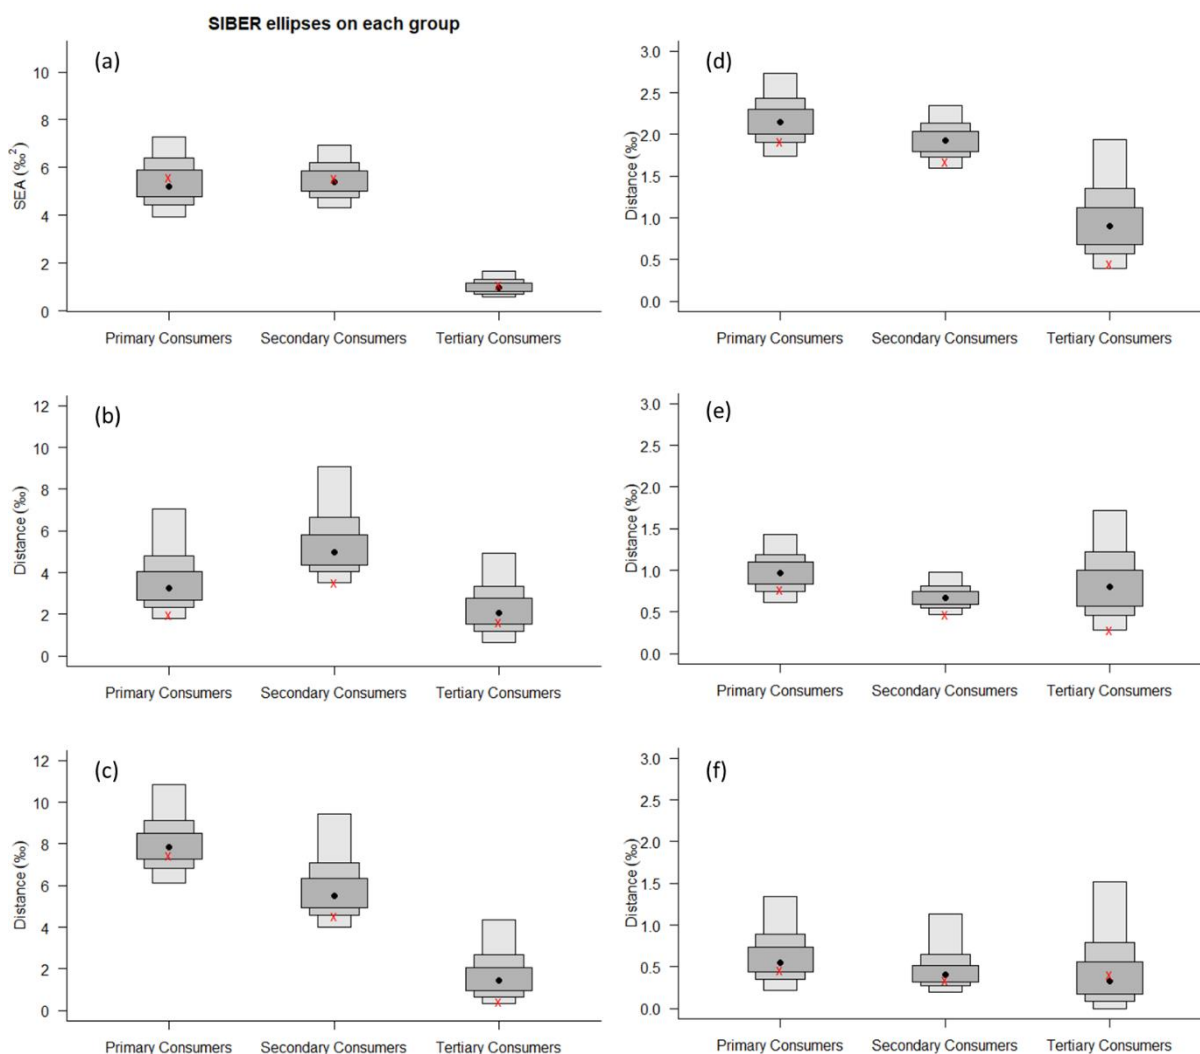 SIBER ellipses on each group
(a)
SEA (‰²)
10
8
6
4
2
0
Primary Consumers Secondary Consumers Tertiary Consumers
(b)
Distance (‰)
12
10
8
6
4
2
0
Primary Consumers Secondary Consumers Tertiary Consumers
(c)
Distance (‰)
12
10
8
6
4
2
0
Primary Consumers Secondary Consumers Tertiary Consumers
(d)
Distance (‰)
3.0
2.5
2.0
1.5
1.0
0.5
0.0
Primary Consumers Secondary Consumers Tertiary Consumers
(e)
Distance (‰)
3.0
2.5
2.0
1.5
1.0
0.5
0.0
Primary Consumers Secondary Consumers Tertiary Consumers
(f)
Distance (‰)
3.0
2.5
2.0
1.5
1.0
0.5
0.0
Primary Consumers Secondary Consumers Tertiary Consumers